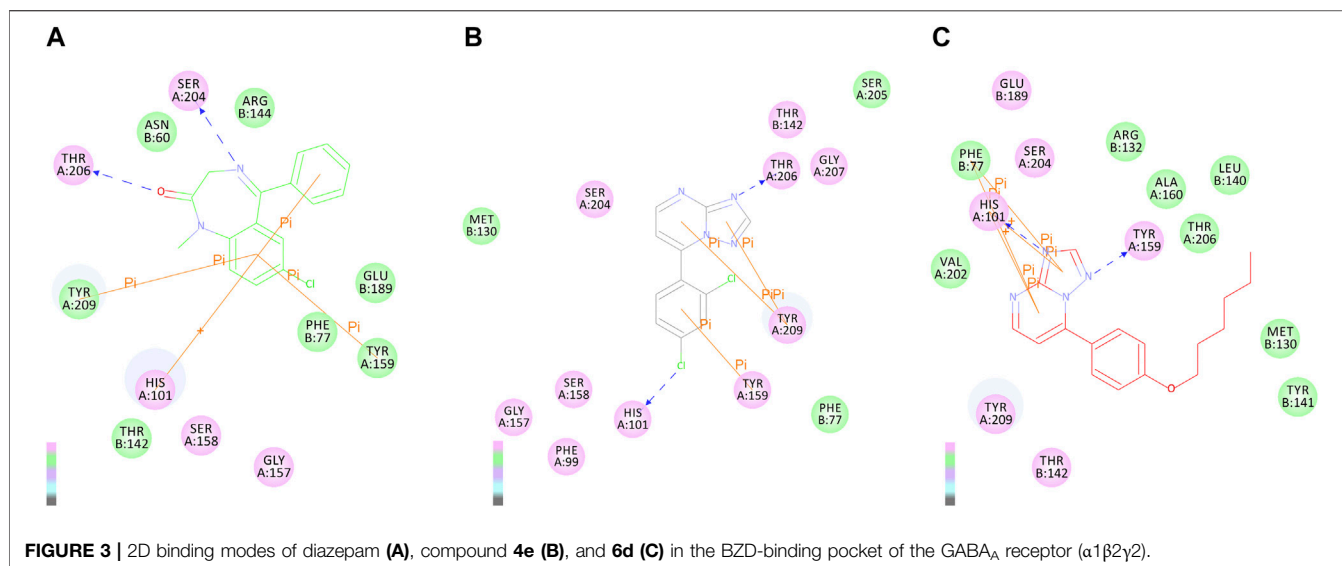 A
SER
A:204
ARG
B:144
ASN
B:60
THR
A:206
N
O
N
Pi
Pi
Pi
Cl
GLU
B:189
TYR
A:209
PHE
B:77
Pi
TYR
A:159
+
HIS
A:101
THR
B:142
SER
A:158
GLY
A:157
Pi
B
SER
A:205
THR
B:142
THR
A:206
GLY
A:207
SER
A:204
MET
B:130
N
N
N
N
Pi
Pi
Cl
PiPi
TYR
A:209
Pi
Pi
Cl
SER
A:158
TYR
A:159
GLY
A:157
HIS
A:101
PHE
B:77
PHE
A:99
C
GLU
B:189
PHE
B:77
SER
A:204
ARG
B:132
ALA
A:160
LEU
B:140
Pi
Pi
HIS
A:101
+
+
TYR
A:159
THR
A:206
Pi
N
VAL
A:202
N
Pi
Pi
N
N
MET
B:130
O
TYR
B:141
TYR
A:209
THR
B:142
FIGURE 3 | 2D binding modes of diazepam (A), compound 4e (B), and 6d (C) in the BZD-binding pocket of the GABAA receptor (α1β2γ2).